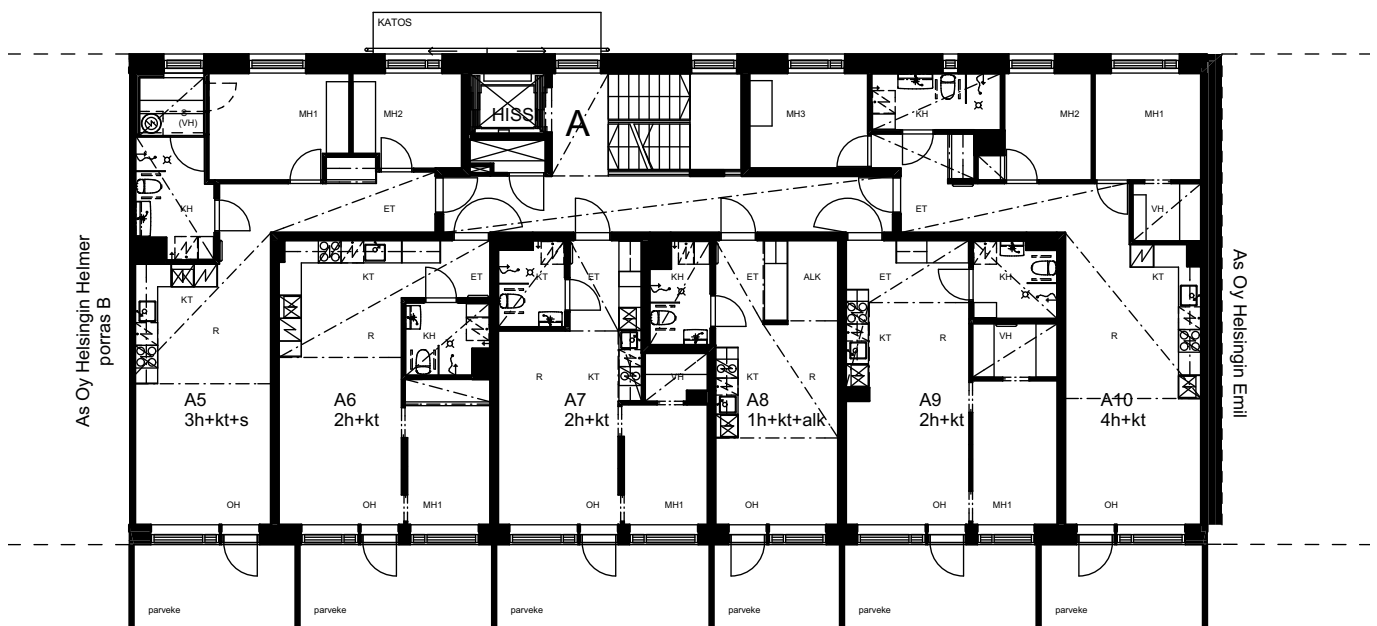 KATOS
S
(VH)
MH1
MH2
A
MH3
KH
MH2
MH1
KH
ET
ET
VH
KT
ET
KT
ET
KH
ET
ALK
ET
KH
KT
KT
R
R
KH
R
KT
VH
KT
R
KT
R
VH
R
As Oy Helsingin Helmer
porras B
As Oy Helsingin Emil
A5
3h+kt+s
A6
2h+kt
A7
2h+kt
A8
1h+kt+alk
A9
2h+kt
A10
4h+kt
OH
OH
MH1
OH
MH1
OH
OH
MH1
OH
parveke
parveke
parveke
parveke
parveke
parveke